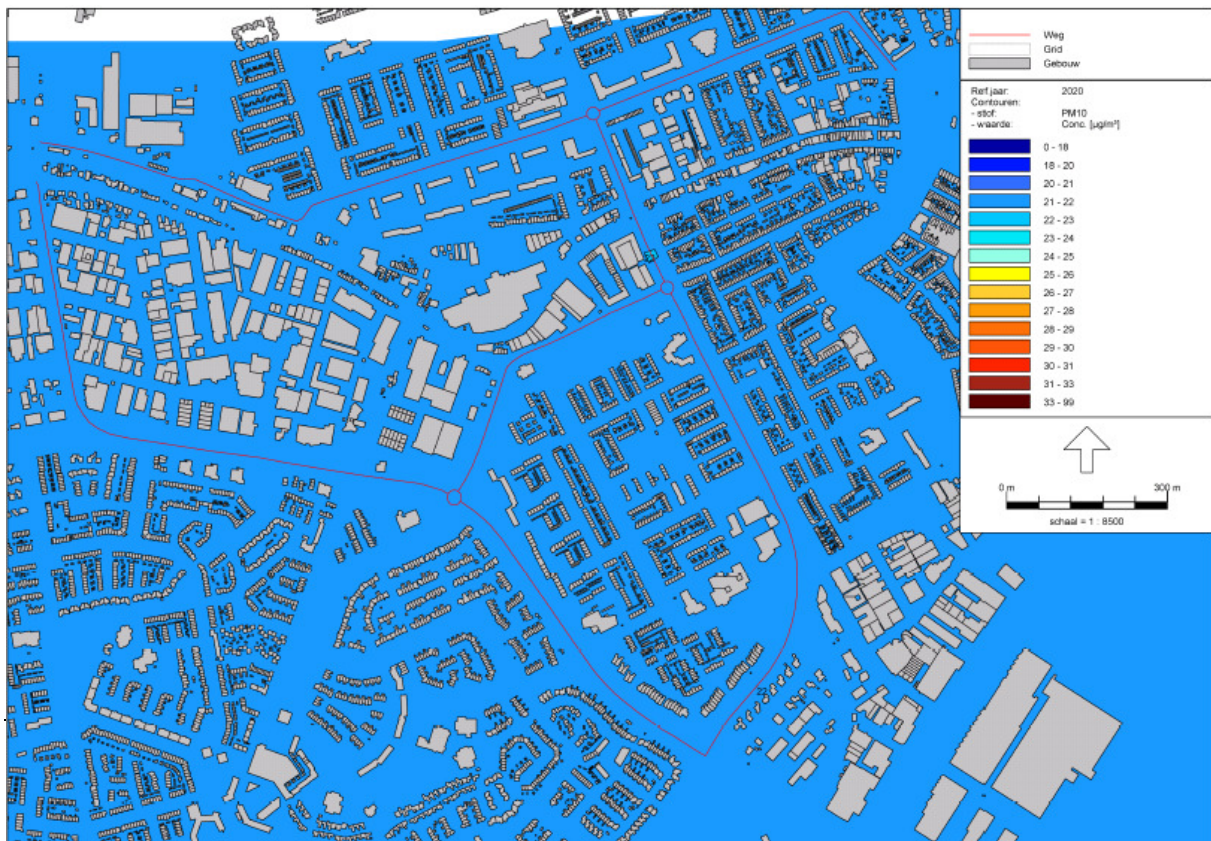 Weg
Grid
Gebouw
Ref.jaar: 2020
Contouren:
- stof: PM10
- waarde: Conc. [µg/m³]
0 - 18
18 - 20
20 - 21
21 - 22
22 - 23
23 - 24
24 - 25
25 - 26
26 - 27
27 - 28
28 - 29
29 - 30
30 - 31
31 - 33
33 - 99
0 m 300 m
schaal = 1 : 8500
22